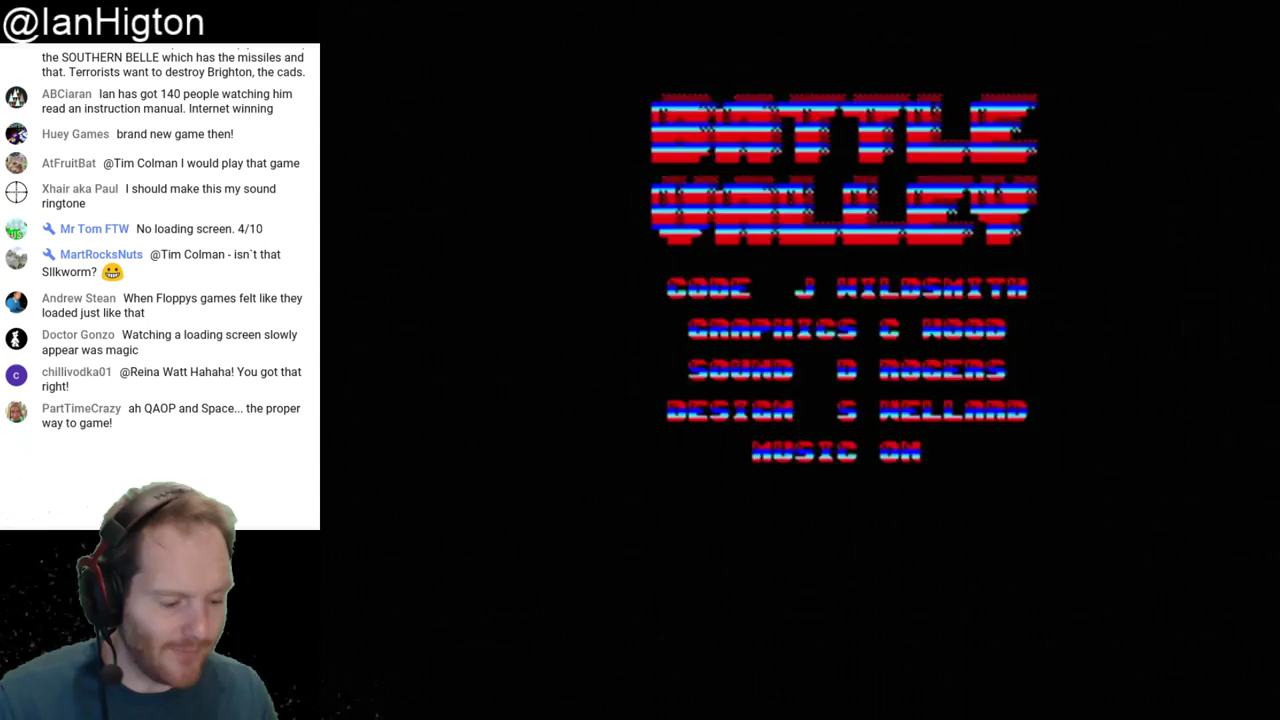 @IanHigton
the SOUTHERN BELLE which has the missiles and
that. Terrorists want to destroy Brighton, the cads.
ABCiaran Ian has got 140 people watching him
read an instruction manual. Internet winning
Huey Games brand new game then!
AtFruitBat @Tim Colman I would play that game
Xhair aka Paul I should make this my sound
ringtone
Mr Tom FTW No loading screen. 4/10
MartRocksNuts @Tim Colman - isn`t that
SIlkworm?
Andrew Stean When Floppys games felt like they
loaded just like that
Doctor Gonzo Watching a loading screen slowly
appear was magic
C chillivodka01 @Reina Watt Hahaha! You got that
right!
PartTimeCrazy ah QAOP and Space... the proper
way to game!
BATTLE
VALLEY
CODE J WILDSMITH
GRAPHICS C WOOD
SOUND D ROGERS
DESIGN S WELLARD
MUSIC ON